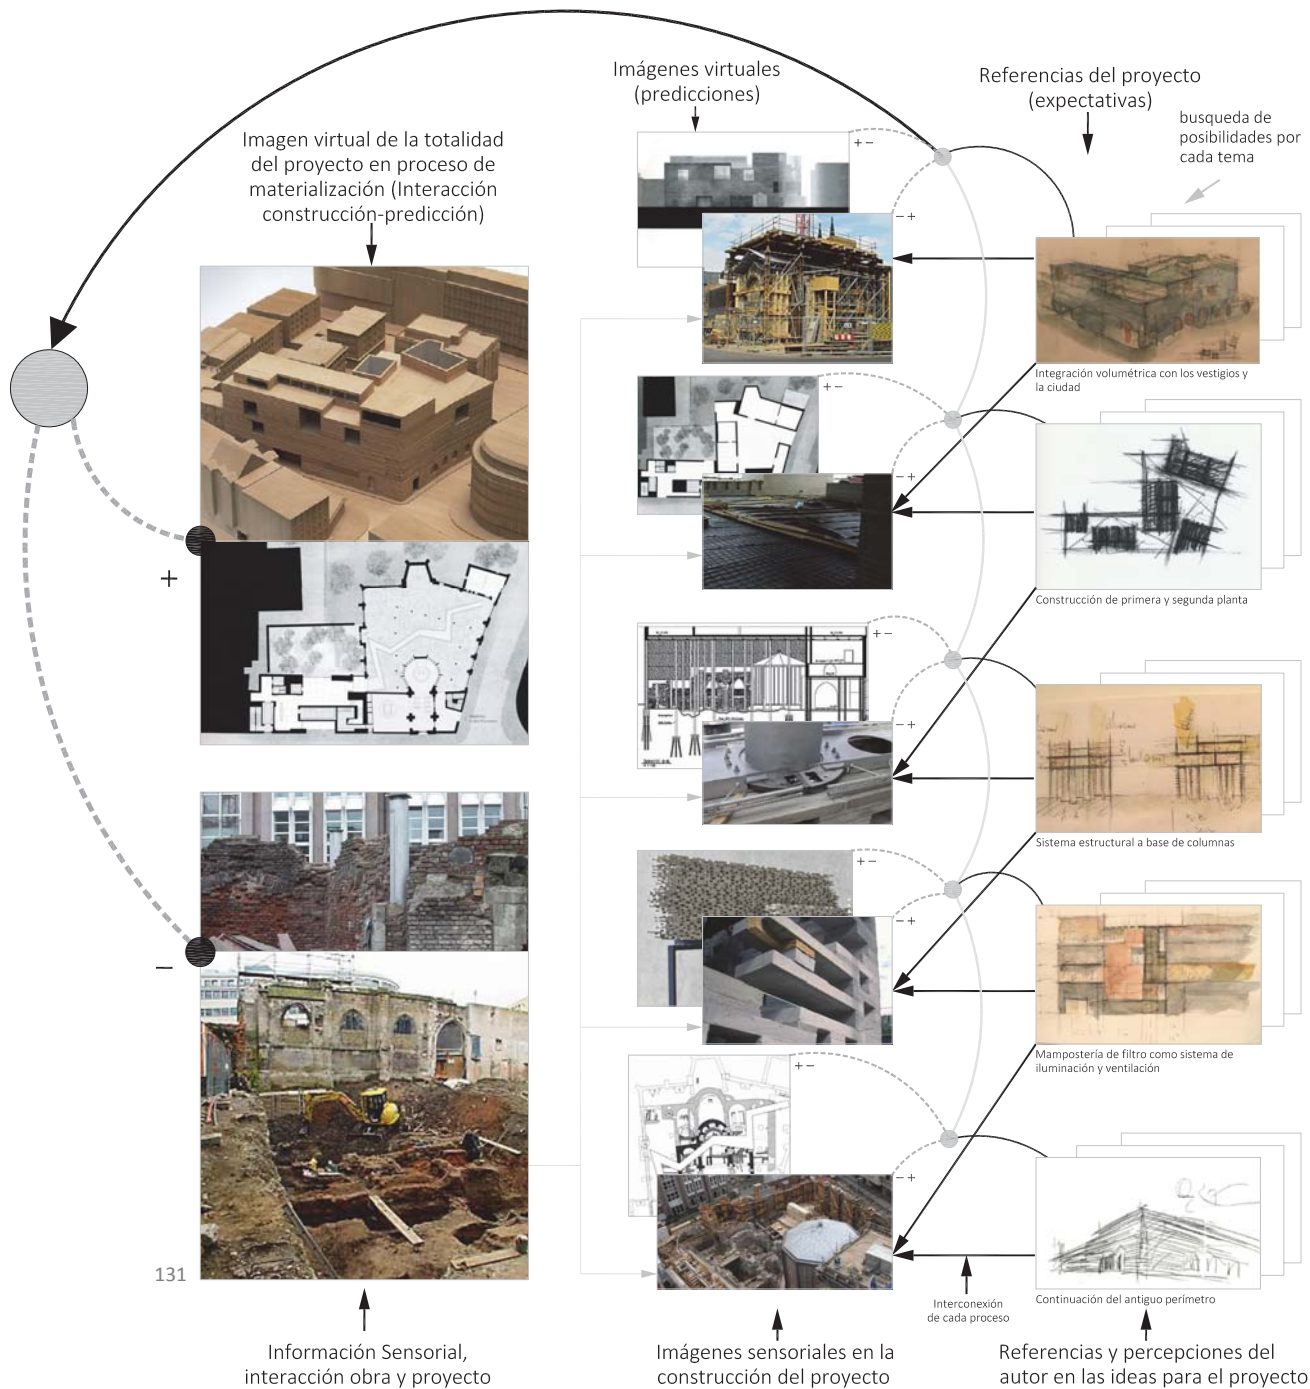 Imágenes virtuales
(predicciones)
Referencias del proyecto
(expectativas)
busqueda de
posibilidades por
cada tema
Imagen virtual de la totalidad
del proyecto en proceso de
materialización (Interacción
construcción-predicción)
+ −
− +
Integración volumétrica con los vestigios y
la ciudad
+ −
− +
+
Construcción de primera y segunda planta
+ −
− +
Sistema estructural a base de columnas
+ −
− +
−
Mampostería de filtro como sistema de
iluminación y ventilación
+ −
− +
131
Interconexión
de cada proceso
Continuación del antiguo perímetro
Información Sensorial,
interacción obra y proyecto
Imágenes sensoriales en la
construcción del proyecto
Referencias y percepciones del
autor en las ideas para el proyecto